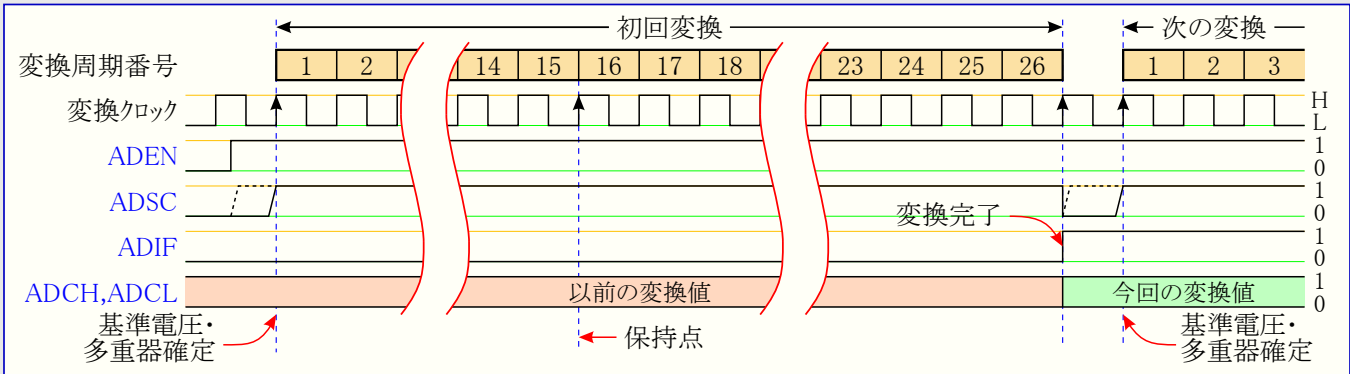 初回変換
次の変換
変換周期番号 1 2 14 15 16 17 18 23 24 25 26 1 2 3
変換ｸﾛｯｸ H L
ADEN 1 0
ADSC 1 0
変換完了
ADIF 1 0
ADCH,ADCL 以前の変換値 今回の変換値 1 0
基準電圧・
多重器確定
保持点
基準電圧・
多重器確定